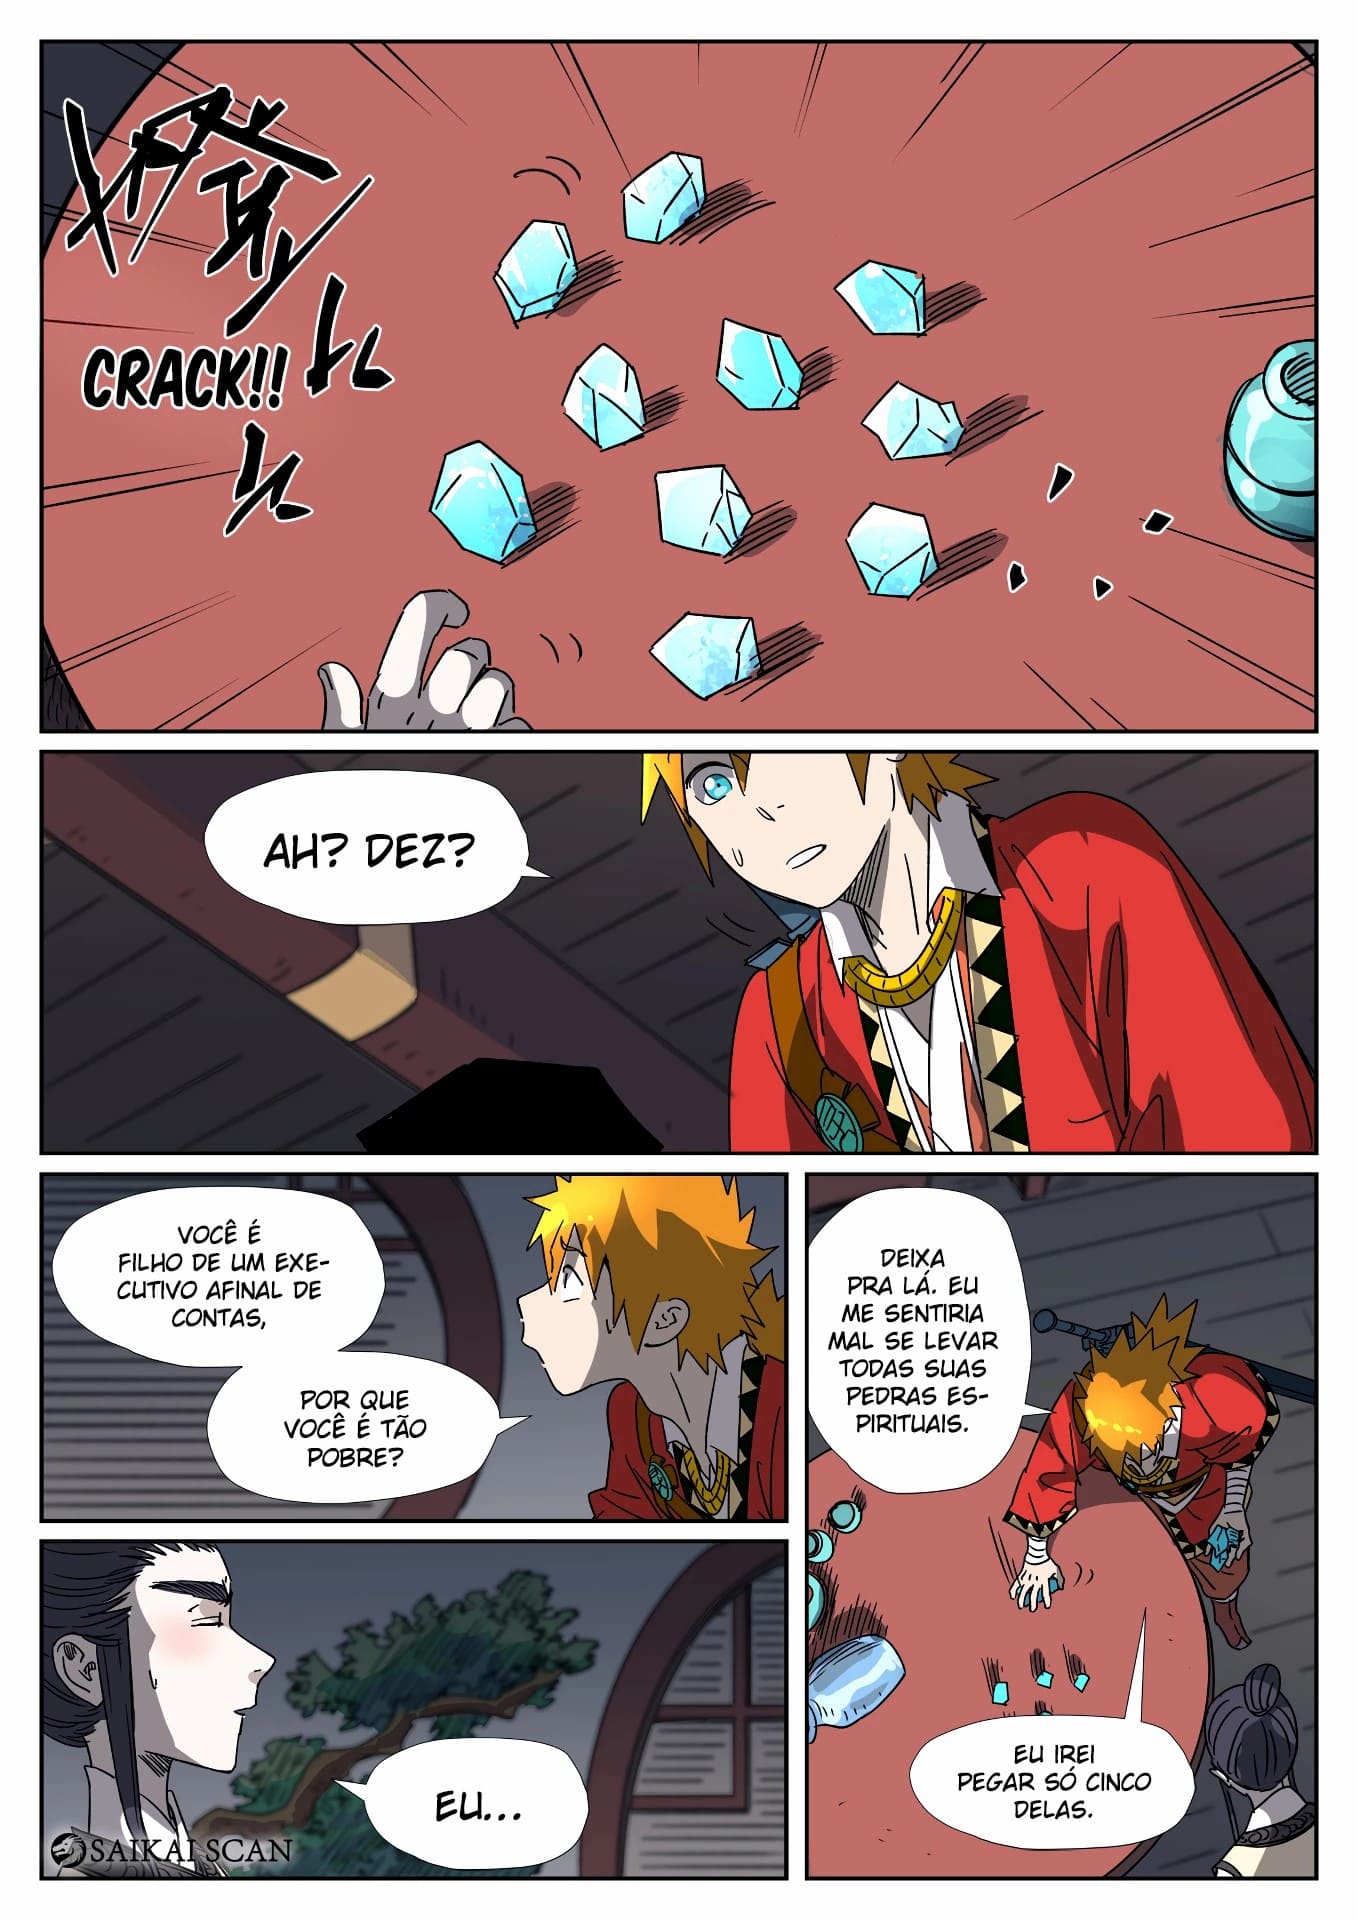 噔
CRACK!!
AH? DEZ?
VOCÊ É
FILHO DE UM EXE-
CUTIVO AFINAL DE
CONTAS,
POR QUE
VOCÊ É TÃO
POBRE?
DEIXA
PRA LÁ. EU
ME SENTIRIA
MAL SE LEVAR
TODAS SUAS
PEDRAS ES-
PIRITUAIS.
EU IREI
PEGAR SÓ CINCO
DELAS.
EU...
SAIKAI SCAN